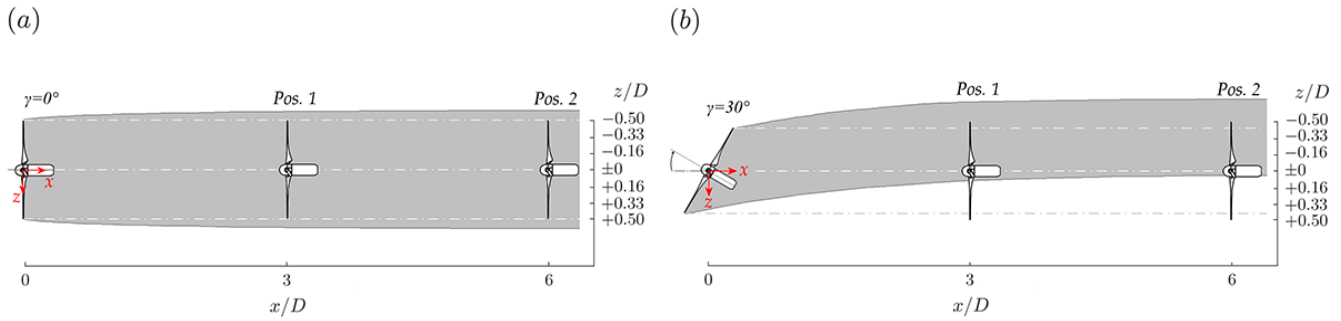 (a)
γ=0°
Pos. 1
Pos. 2
z/D
−0.50
−0.33
−0.16
±0
+0.16
+0.33
+0.50
x
z
0
3
6
x/D
(b)
γ=30°
Pos. 1
Pos. 2
z/D
−0.50
−0.33
−0.16
±0
+0.16
+0.33
+0.50
x
z
0
3
6
x/D